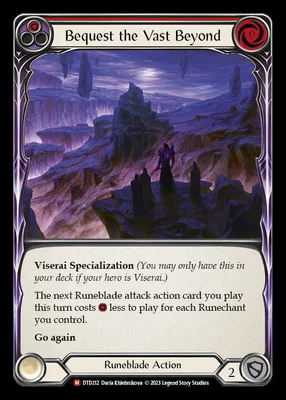 Bequest the Vast Beyond
Viserai Specialization (You may only have this in
your deck if your hero is Viserai.)
The next Runeblade attack action card you play
this turn costs less to play for each Runechant
you control.
Go again
Runeblade Action
2
M DTD212 Daria Khlebnikova © 2023 Legend Story Studios